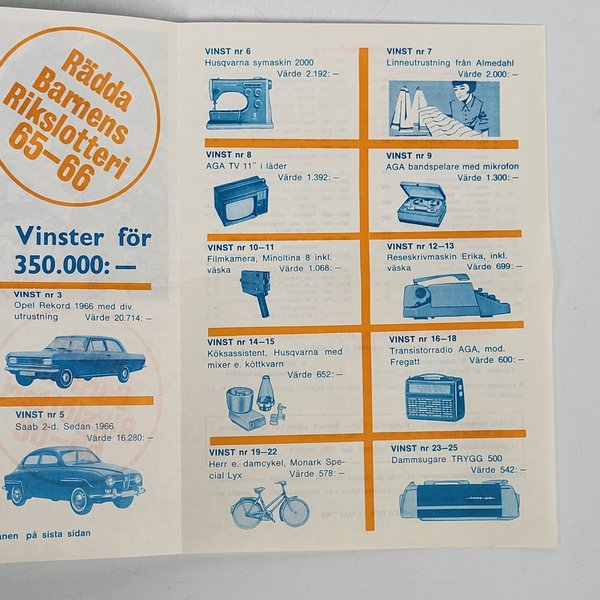 Rädda
Barnens
Rikslotteri
65-66
Vinster för
350.000:—
VINST nr 3
Opel Rekord 1966 med div.
utrustning Värde 20.714:—
VINST nr 5
Saab 2-d. Sedan 1966
Värde 16.280:—
nen på sista sidan
VINST nr 6
Husqvarna symaskin 2000
Värde 2.192:—
VINST nr 7
Linneutrustning från Almedahl
Värde 2.000:—
VINST nr 8
AGA TV 11″ i läder
Värde 1.392:—
VINST nr 9
AGA bandspelare med mikrofon
Värde 1.300:—
VINST nr 10—11
Filmkamera, Minoltina 8 inkl.
väska Värde 1.068:—
VINST nr 12—13
Reseskrivmaskin Erika, inkl.
väska Värde 699:—
VINST nr 14—15
Köksassistent, Husqvarna med
mixer o. köttkvarn
Värde 652:—
VINST nr 16—18
Transistorradio AGA, mod.
Fregatt Värde 600:—
VINST nr 19—22
Herr e. damcykel, Monark Spe-
cial Lyx Värde 578:—
VINST nr 23—25
Dammsugare TRYGG 500
Värde 542:—